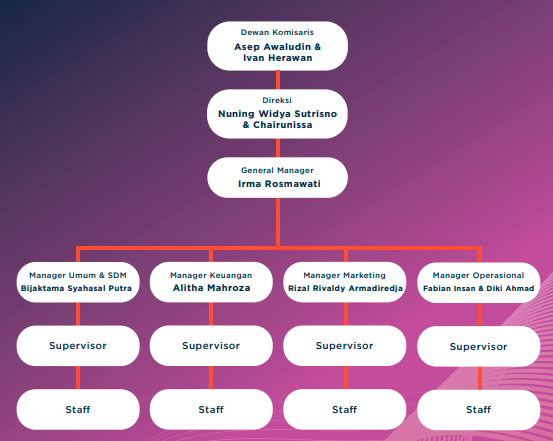 Dewan Komisaris
Asep Awaludin &
Ivan Herawan
Direksi
Nuning Widya Sutrisno
& Chairunissa
General Manager
Irma Rosmawati
Manager Umum & SDM
Bijaktama Syahasal Putra
Manager Keuangan
Alitha Mahroza
Manager Marketing
Rizal Rivaldy Armadiredja
Manager Operasional
Fabian Insan & Diki Ahmad
Supervisor
Supervisor
Supervisor
Supervisor
Staff
Staff
Staff
Staff